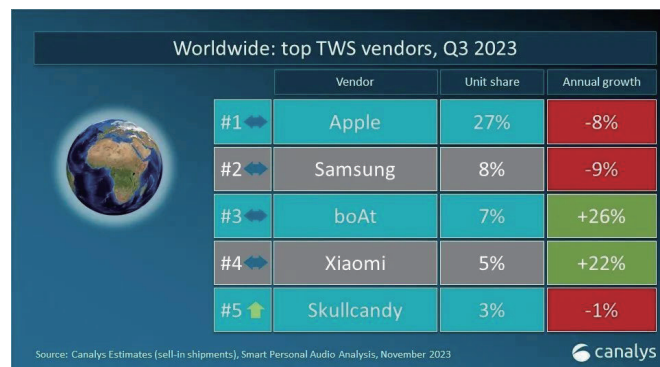 Worldwide: top TWS vendors, Q3 2023
Vendor Unit share Annual growth
#1 Apple 27% -8%
#2 Samsung 8% -9%
#3 boAt 7% +26%
#4 Xiaomi 5% +22%
#5 Skullcandy 3% -1%
Source: Canalys Estimates (sell-in shipments), Smart Personal Audio Analysis, November 2023
canalys